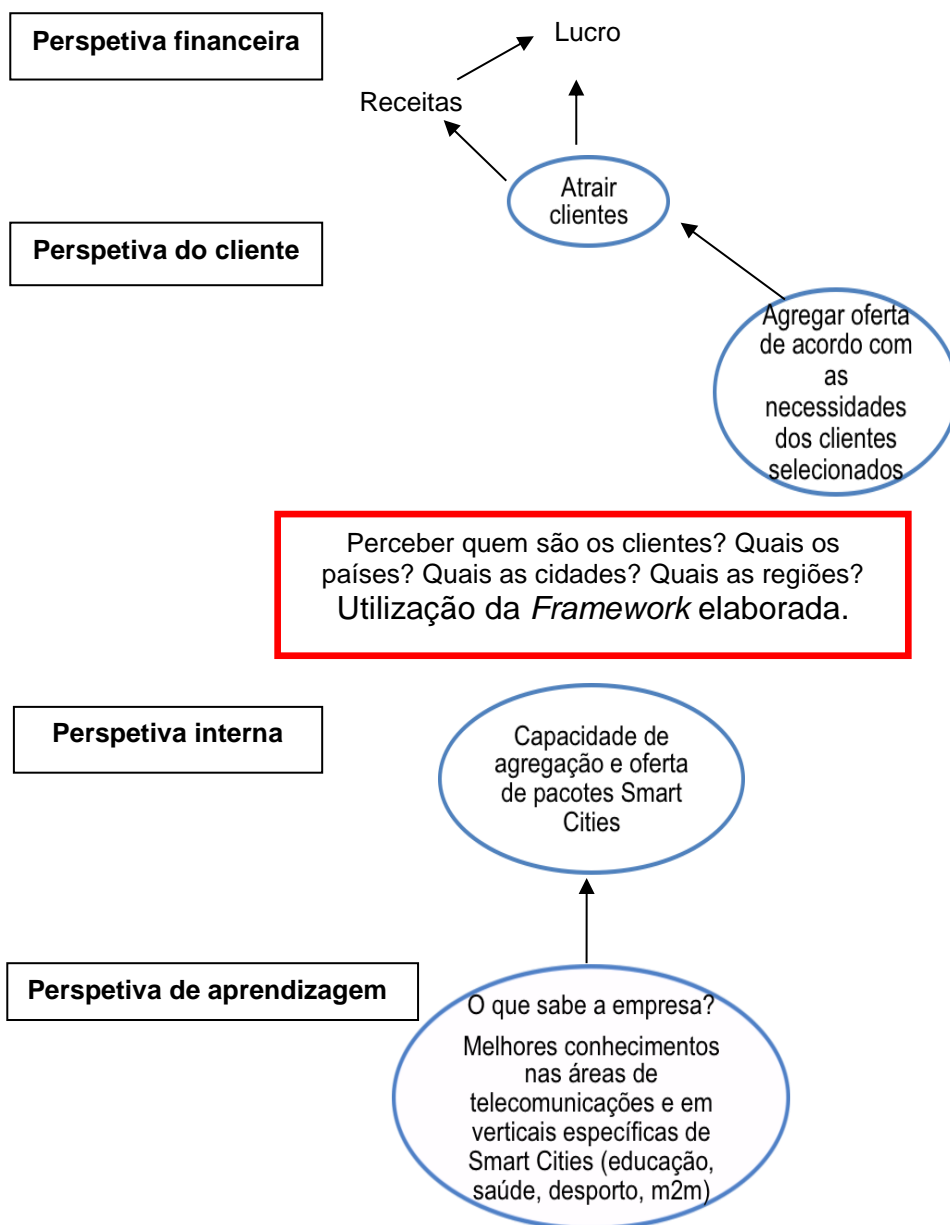 Perspetiva financeira
Lucro
Receitas
Atrair
clientes
Perspetiva do cliente
Agregar oferta
de acordo com
as
necessidades
dos clientes
selecionados
Perceber quem são os clientes? Quais os
países? Quais as cidades? Quais as regiões?
Utilização da Framework elaborada.
Perspetiva interna
Capacidade de
agregação e oferta
de pacotes Smart
Cities
Perspetiva de aprendizagem
O que sabe a empresa?
Melhores conhecimentos
nas áreas de
telecomunicações e em
verticais específicas de
Smart Cities (educação,
saúde, desporto, m2m)